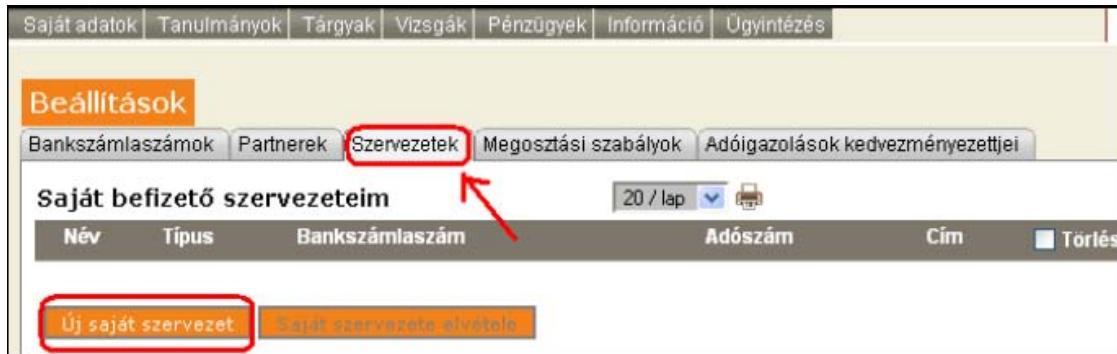 Saját adatok Tanulmányok Tárgyak Vizsgák Pénzügyek Információ Ügyintézés
Beállítások
Bankszámlaszámok Partnerek Szervezetek Megosztási szabályok Adóigazolások kedvezményezettjei
Saját befizető szervezeteim 20 / lap
Név Típus Bankszámlaszám Adószám Cím Törlés
Új saját szervezet Saját szervezete elvétele